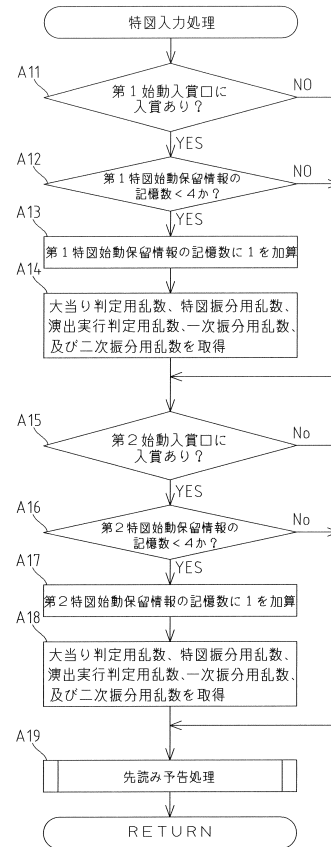 特図入力処理
A11
第1始動入賞口に
入賞あり?
NO
YES
A12
第1特図始動保留情報の
記憶数<4か?
NO
YES
A13
第1特図始動保留情報の記憶数に1を加算
A14
大当り判定用乱数、特図振分用乱数、
演出実行判定用乱数、一次振分用乱数、
及び二次振分用乱数を取得
A15
第2始動入賞口に
入賞あり?
No
YES
A16
第2特図始動保留情報の
記憶数<4か?
No
YES
A17
第2特図始動保留情報の記憶数に1を加算
A18
大当り判定用乱数、特図振分用乱数、
演出実行判定用乱数、一次振分用乱数、
及び二次振分用乱数を取得
A19
先読み予告処理
RETURN